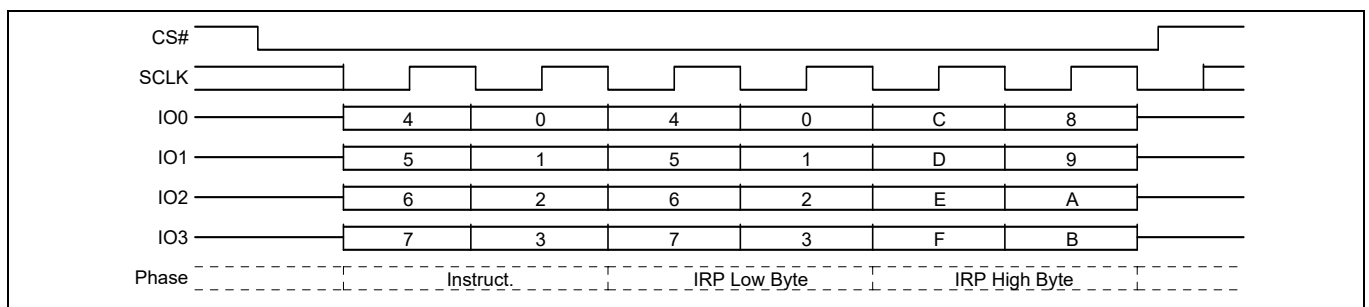 CS#
SCLK
IO0 4 0 4 0 C 8
IO1 5 1 5 1 D 9
IO2 6 2 6 2 E A
IO3 7 3 7 3 F B
Phase Instruct. IRP Low Byte IRP High Byte